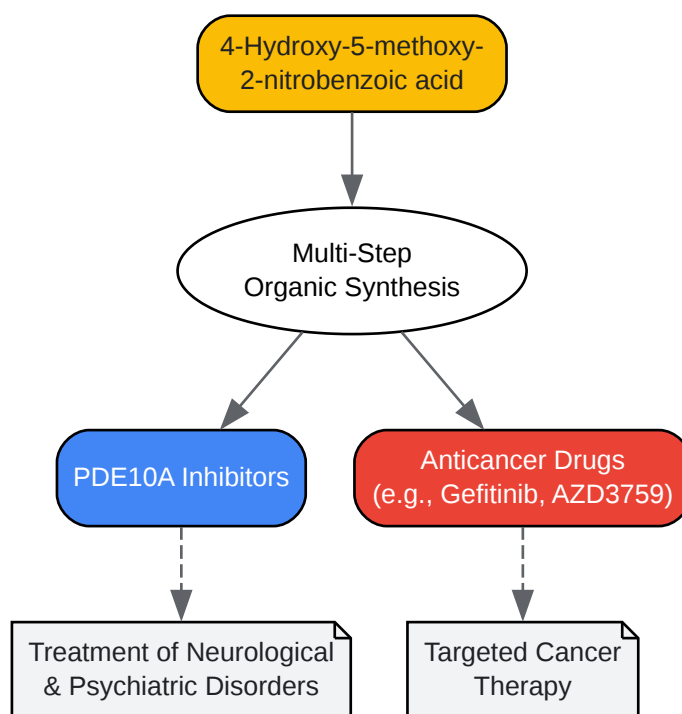 4-Hydroxy-5-methoxy-
2-nitrobenzoic acid
Multi-Step
Organic Synthesis
PDE10A Inhibitors
Anticancer Drugs
(e.g., Gefitinib, AZD3759)
Treatment of Neurological
& Psychiatric Disorders
Targeted Cancer
Therapy